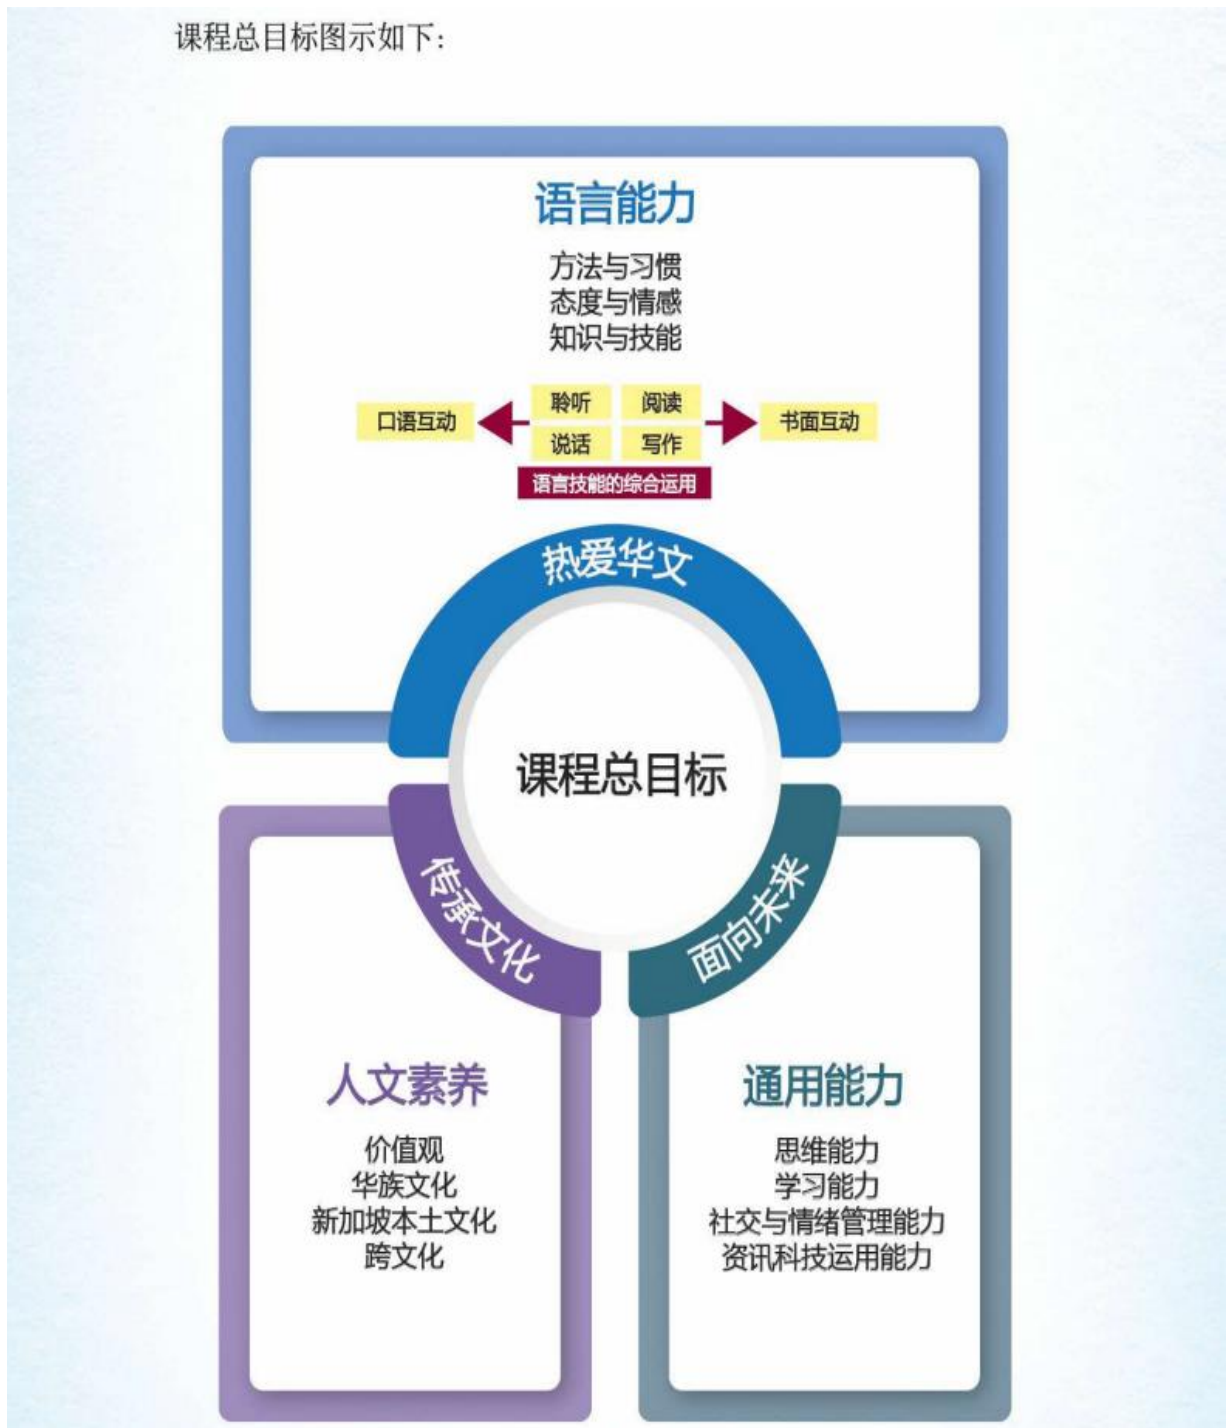 课程总目标图示如下：
语言能力
方法与习惯
态度与情感
知识与技能
口语互动
聆听
阅读
书面互动
说话
写作
语言技能的综合运用
热爱华文
课程总目标
传承文化
面向未来
人文素养
价值观
华族文化
新加坡本土文化
跨文化
通用能力
思维能力
学习能力
社交与情绪管理能力
资讯科技运用能力